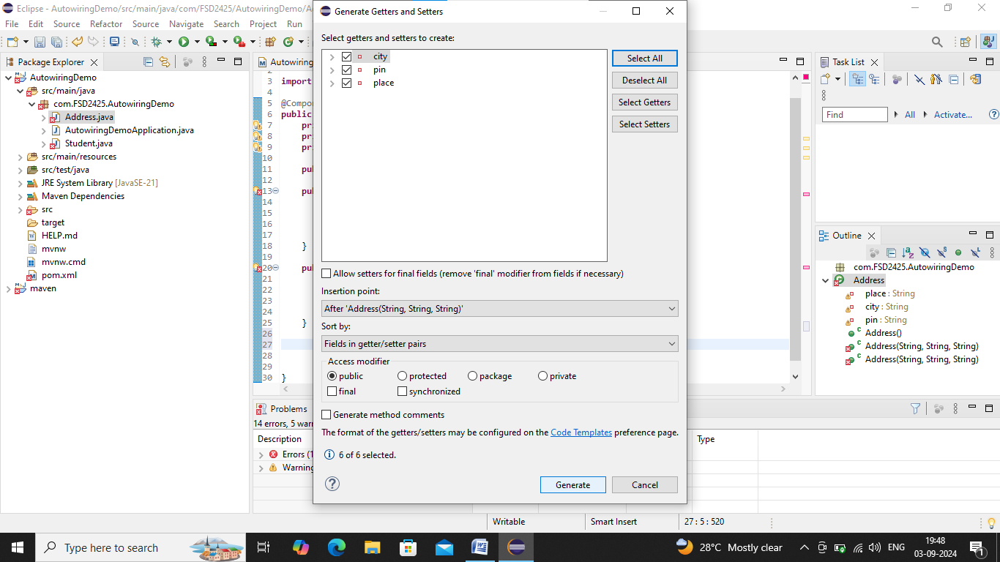 Eclipse - AutowiringDemo/src/main/java/com/FSD2425/AutowiringDemo/A
File Edit Source Refactor Source Navigate Search Project Run
Package Explorer
AutowiringDemo
src/main/java
com.FSD2425.AutowiringDemo
Address.java
AutowiringDemoApplication.java
Student.java
src/main/resources
src/test/java
JRE System Library [JavaSE-21]
Maven Dependencies
src
target
HELP.md
mvnw
mvnw.cmd
pom.xml
maven
Autowiring
2
3 import
4
5 @Compo
6 public
7 pri
8 pri
9 pri
10
11 pu
12
13 pu
14
15
16
17
18 }
19
20 pu
21
22
23
24
25 }
26
27
28
29
30 }
Generate Getters and Setters
Select getters and setters to create:
city
pin
place
Select All
Deselect All
Select Getters
Select Setters
Allow setters for final fields (remove 'final' modifier from fields if necessary)
Insertion point:
After 'Address(String, String, String)'
Sort by:
Fields in getter/setter pairs
Access modifier
public protected package private
final synchronized
Generate method comments
The format of the getters/setters may be configured on the Code Templates preference page.
6 of 6 selected.
Generate Cancel
Task List
Find All Activate...
Outline
com.FSD2425.AutowiringDemo
Address
place : String
city : String
pin : String
Address()
Address(String, String, String)
Address(String, String, String)
Problems
14 errors, 5 warn
Description Type
Errors (1
Warnin
Writable Smart Insert 27 : 5 : 520
Type here to search
28°C Mostly clear
ENG
19:48
03-09-2024
1